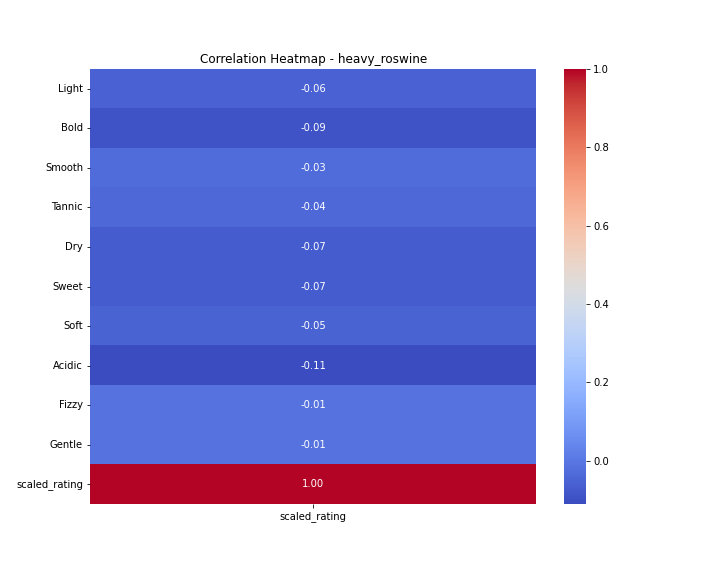 Correlation Heatmap - heavy_roswine
Light -0.06
Bold -0.09
Smooth -0.03
Tannic -0.04
Dry -0.07
Sweet -0.07
Soft -0.05
Acidic -0.11
Fizzy -0.01
Gentle -0.01
scaled_rating 1.00
scaled_rating
1.0
0.8
0.6
0.4
0.2
0.0